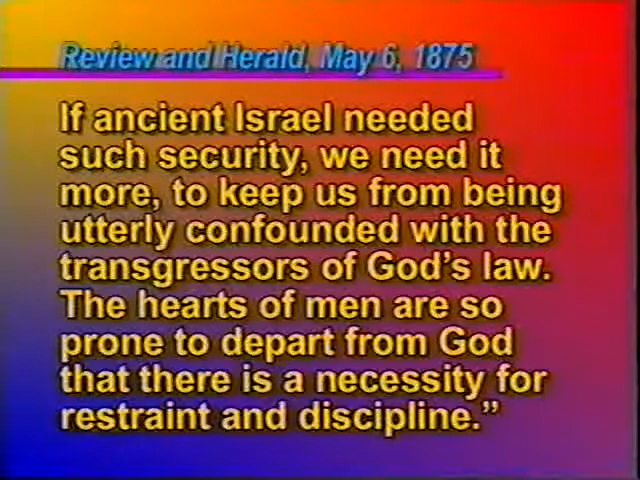 Review and Herald, May 6, 1875
If ancient Israel needed
such security, we need it
more, to keep us from being
utterly confounded with the
transgressors of God's law.
The hearts of men are so
prone to depart from God
that there is a necessity for
restraint and discipline.”